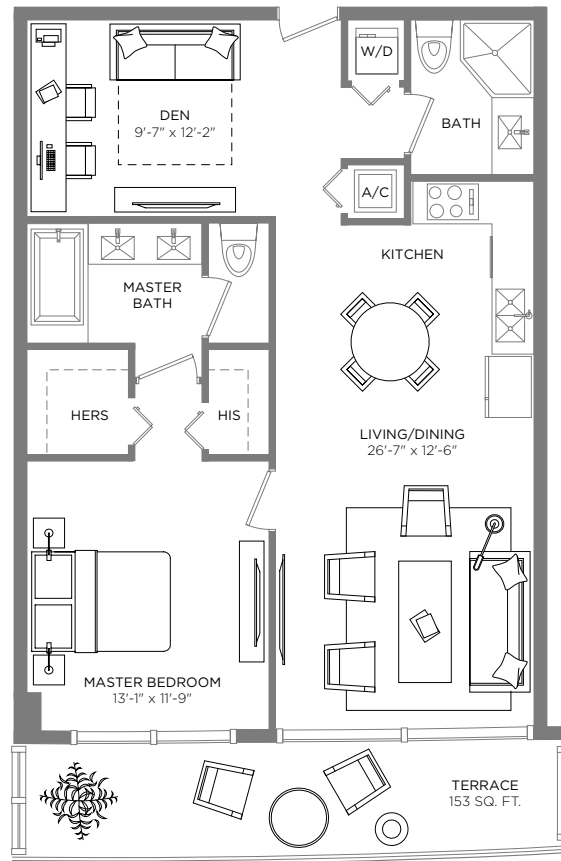 W/D
DEN
9'-7" x 12'-2"
BATH
A/C
KITCHEN
MASTER
BATH
HERS
HIS
LIVING/DINING
26'-7" x 12'-6"
MASTER BEDROOM
13'-1" x 11'-9"
TERRACE
153 SQ. FT.